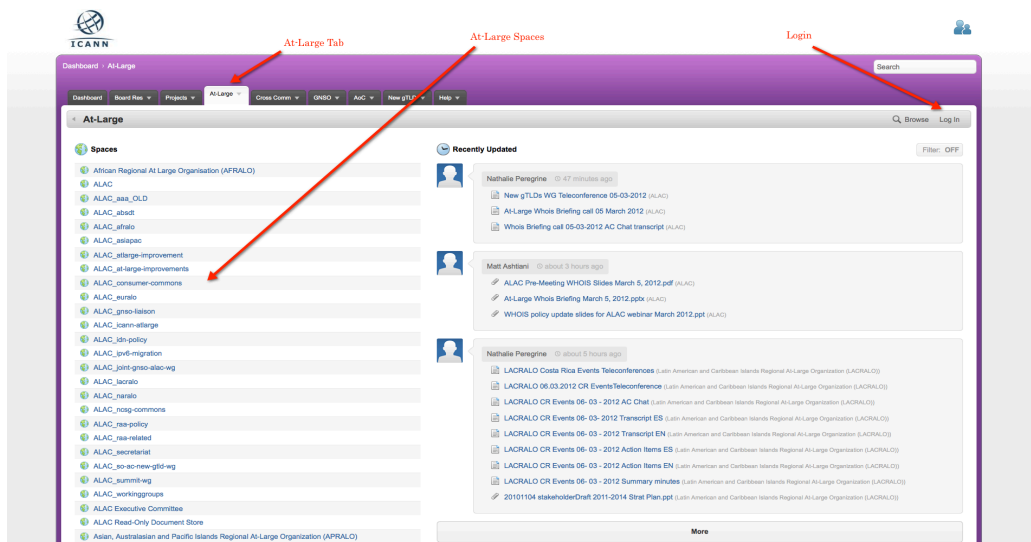 ICANN
At-Large Tab
At-Large Spaces
Login
Dashboard › At-Large
Search
Dashboard Board Res Projects At-Large Cross Comm GNSO AoC New gTLD Help
At-Large
Browse Log In
Spaces
African Regional At Large Organisation (AFRALO)
ALAC
ALAC_aaa_OLD
ALAC_absdt
ALAC_afralo
ALAC_asiapac
ALAC_atlarge-improvement
ALAC_at-large-improvements
ALAC_consumer-commons
ALAC_euralo
ALAC_gnso-liaison
ALAC_icann-atlarge
ALAC_idn-policy
ALAC_ipv6-migration
ALAC_joint-gnso-alac-wg
ALAC_lacralo
ALAC_naralo
ALAC_ncsg-commons
ALAC_raa-policy
ALAC_raa-related
ALAC_secretariat
ALAC_so-ac-new-gtld-wg
ALAC_summit-wg
ALAC_workinggroups
ALAC Executive Committee
ALAC Read-Only Document Store
Asian, Australasian and Pacific Islands Regional At-Large Organization (APRALO)
Recently Updated
Filter: OFF
Nathalie Peregrine 47 minutes ago
New gTLDs WG Teleconference 05-03-2012 (ALAC)
At-Large Whois Briefing call 05 March 2012 (ALAC)
Whois Briefing call 05-03-2012 AC Chat transcript (ALAC)
Matt Ashtiani about 3 hours ago
ALAC Pre-Meeting WHOIS Slides March 5, 2012.pdf (ALAC)
At-Large Whois Briefing March 5, 2012.pptx (ALAC)
WHOIS policy update slides for ALAC webinar March 2012.ppt (ALAC)
Nathalie Peregrine about 5 hours ago
LACRALO Costa Rica Events Teleconferences (Latin American and Caribbean Islands Regional At-Large Organization (LACRALO))
LACRALO 06.03.2012 CR EventsTeleconference (Latin American and Caribbean Islands Regional At-Large Organization (LACRALO))
LACRALO CR Events 06- 03 - 2012 AC Chat (Latin American and Caribbean Islands Regional At-Large Organization (LACRALO))
LACRALO CR Events 06- 03- 2012 Transcript ES (Latin American and Caribbean Islands Regional At-Large Organization (LACRALO))
LACRALO CR Events 06- 03 - 2012 Transcript EN (Latin American and Caribbean Islands Regional At-Large Organization (LACRALO))
LACRALO CR Events 06- 03 - 2012 Action Items ES (Latin American and Caribbean Islands Regional At-Large Organization (LACRALO))
LACRALO CR Events 06- 03 - 2012 Action Items EN (Latin American and Caribbean Islands Regional At-Large Organization (LACRALO))
LACRALO CR Events 06- 03 - 2012 Summary minutes (Latin American and Caribbean Islands Regional At-Large Organization (LACRALO))
20101104 stakeholderDraft 2011-2014 Strat Plan.ppt (Latin American and Caribbean Islands Regional At-Large Organization (LACRALO))
More